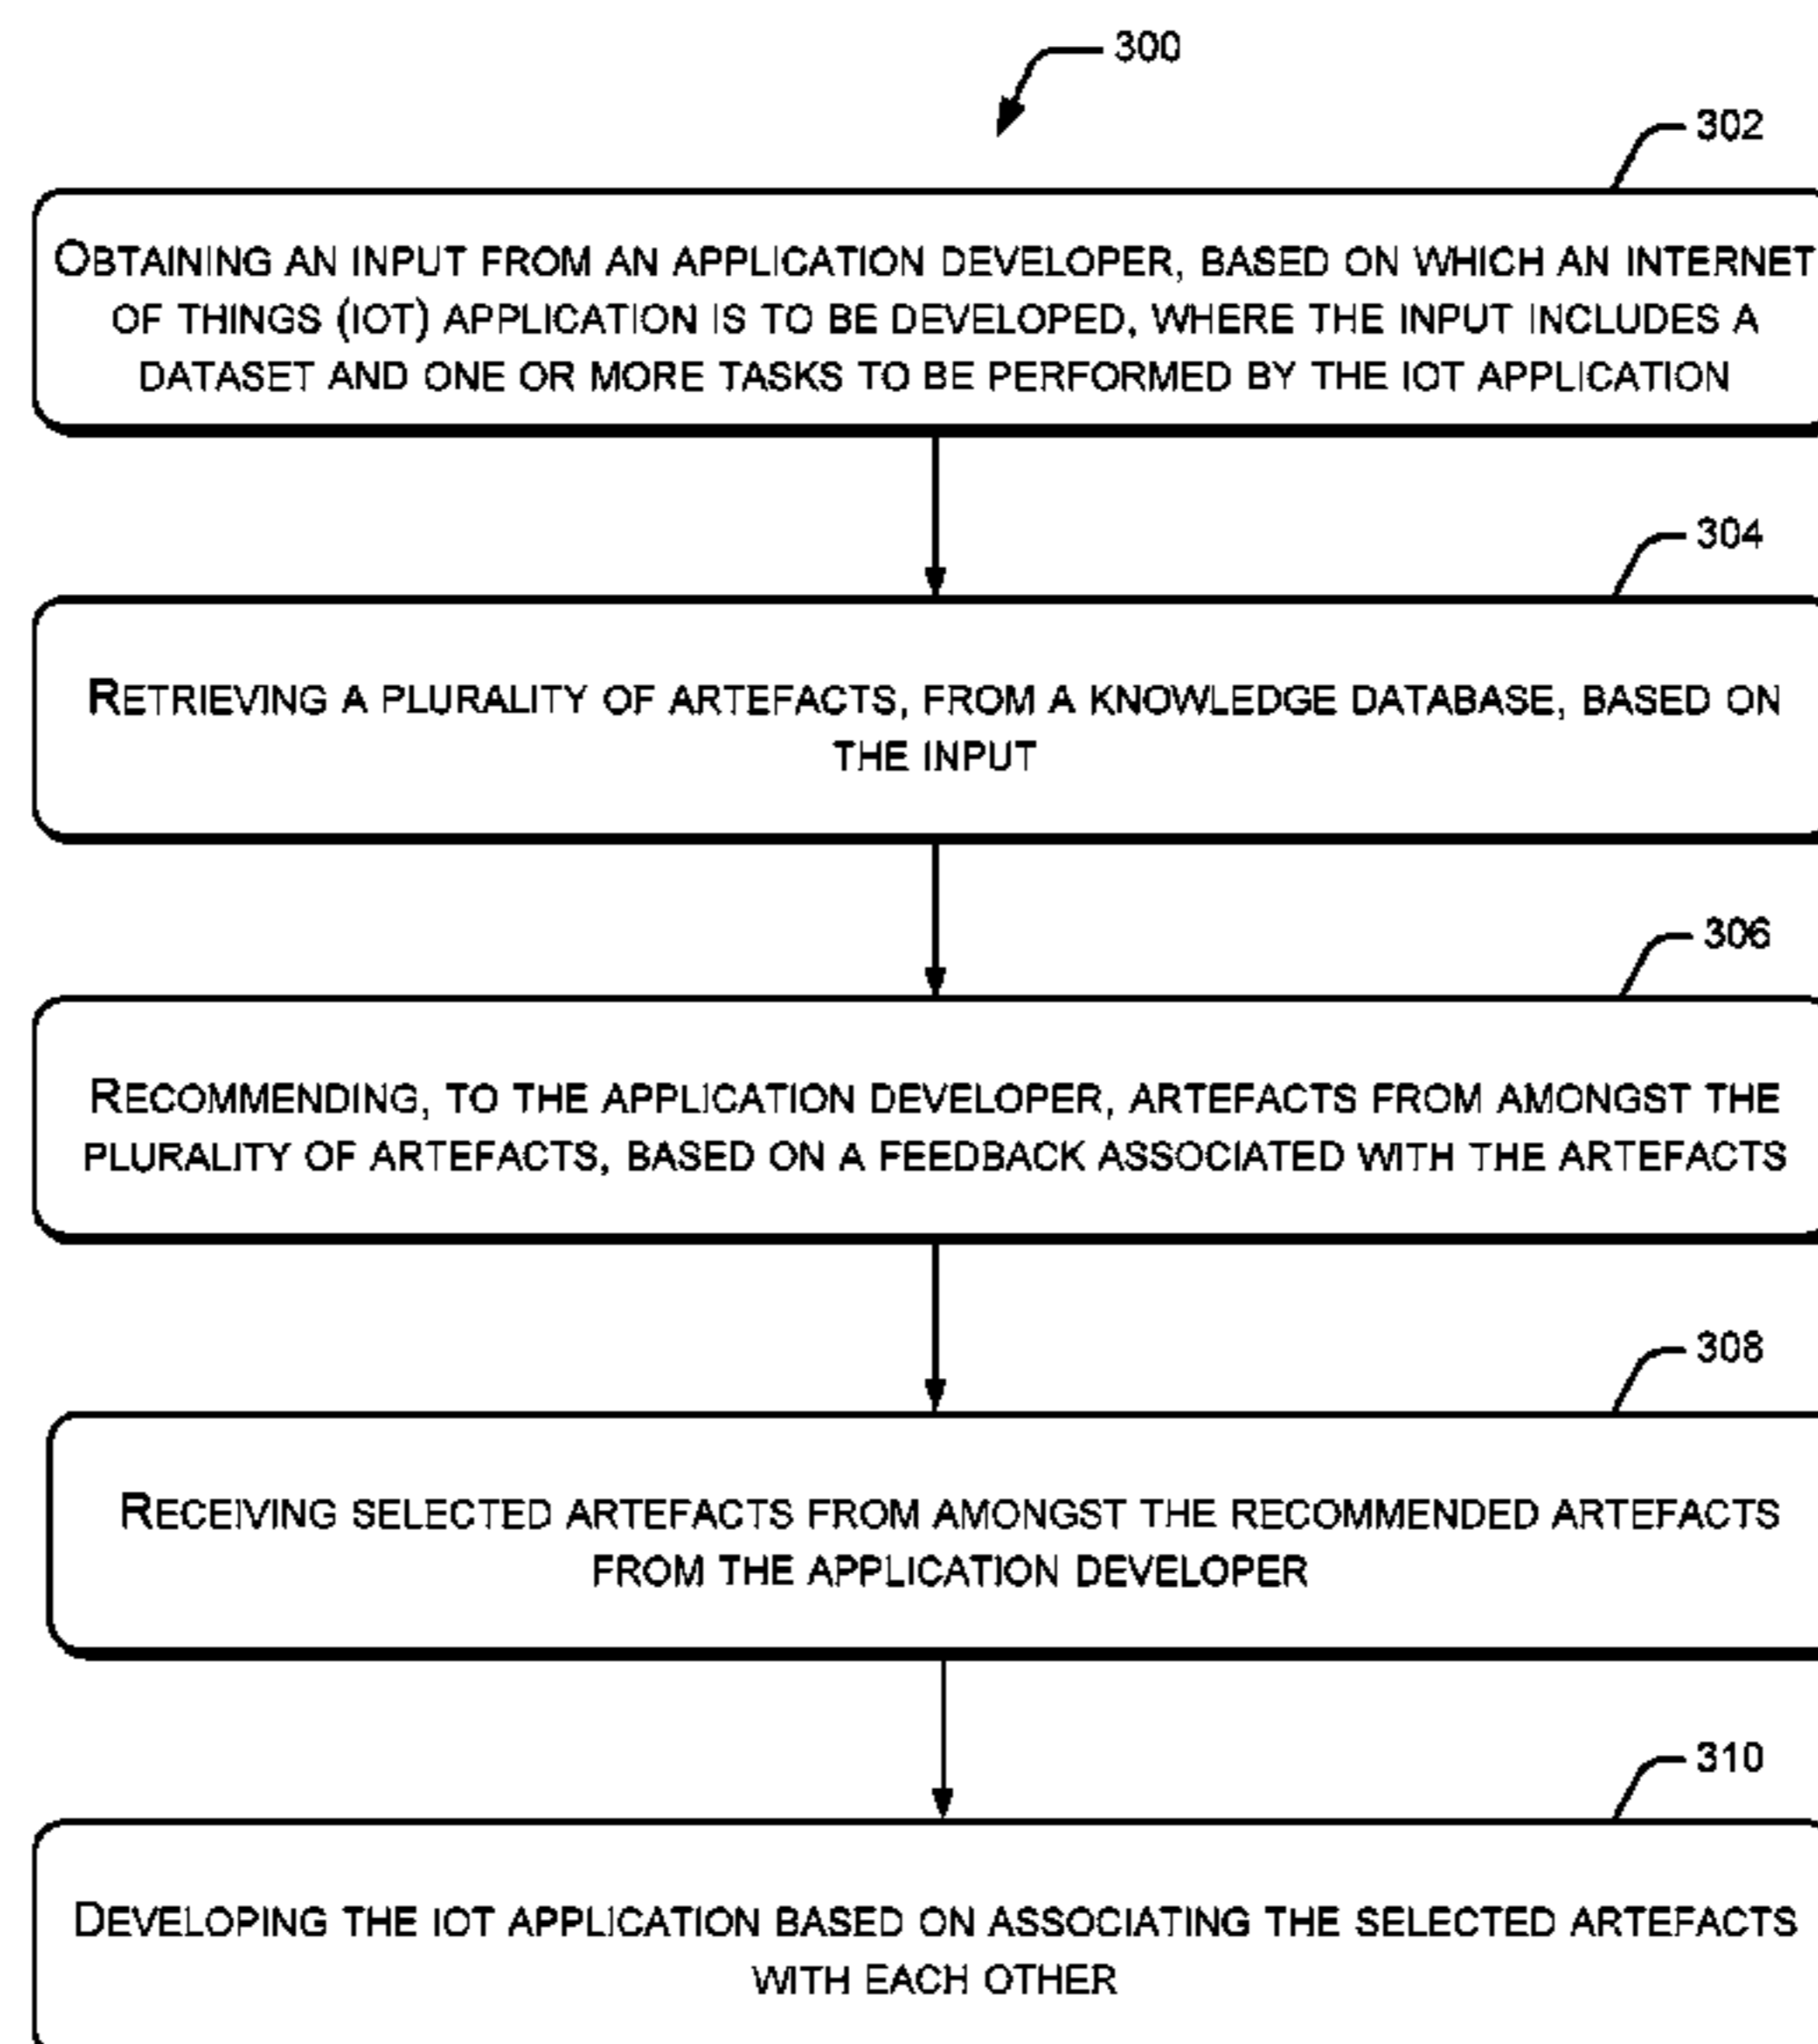 300
302
OBTAINING AN INPUT FROM AN APPLICATION DEVELOPER, BASED ON WHICH AN INTERNET
OF THINGS (IOT) APPLICATION IS TO BE DEVELOPED, WHERE THE INPUT INCLUDES A
DATASET AND ONE OR MORE TASKS TO BE PERFORMED BY THE IOT APPLICATION
304
RETRIEVING A PLURALITY OF ARTEFACTS, FROM A KNOWLEDGE DATABASE, BASED ON
THE INPUT
306
RECOMMENDING, TO THE APPLICATION DEVELOPER, ARTEFACTS FROM AMONGST THE
PLURALITY OF ARTEFACTS, BASED ON A FEEDBACK ASSOCIATED WITH THE ARTEFACTS
308
RECEIVING SELECTED ARTEFACTS FROM AMONGST THE RECOMMENDED ARTEFACTS
FROM THE APPLICATION DEVELOPER
310
DEVELOPING THE IOT APPLICATION BASED ON ASSOCIATING THE SELECTED ARTEFACTS
WITH EACH OTHER